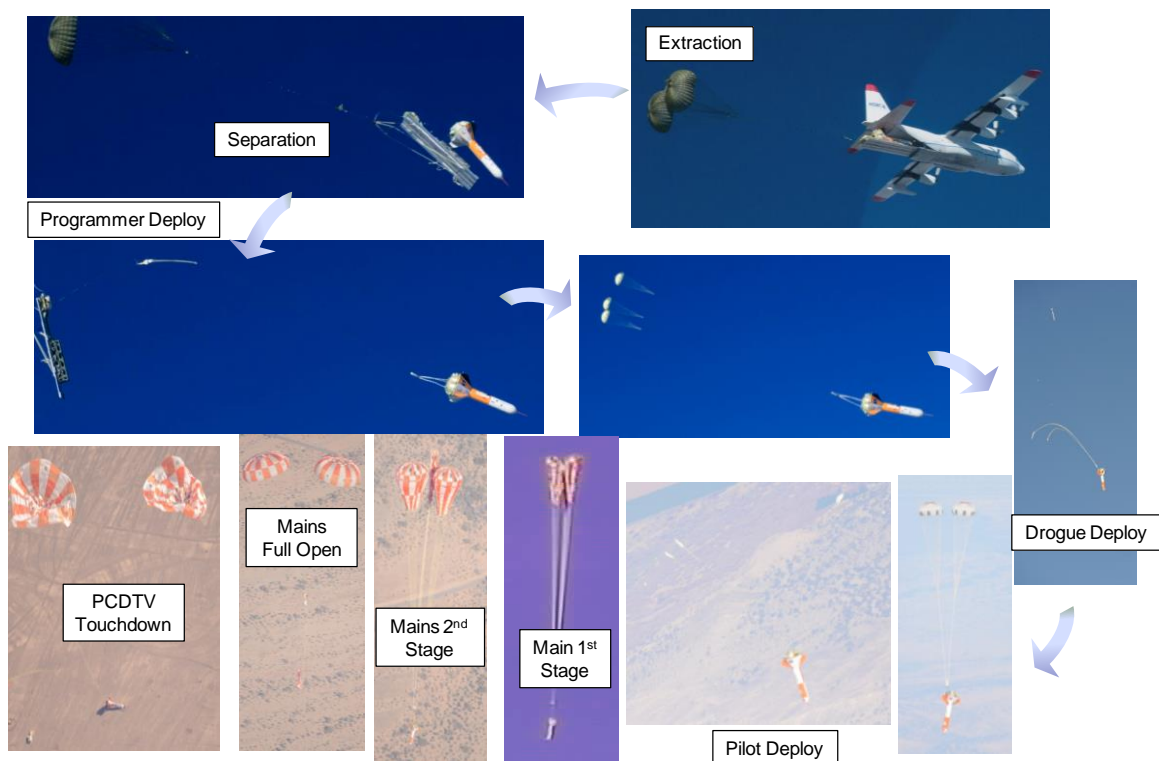 Extraction
Separation
Programmer Deploy
Drogue Deploy
Pilot Deploy
Main 1st
Stage
Mains 2nd
Stage
Mains
Full Open
PCDTV
Touchdown